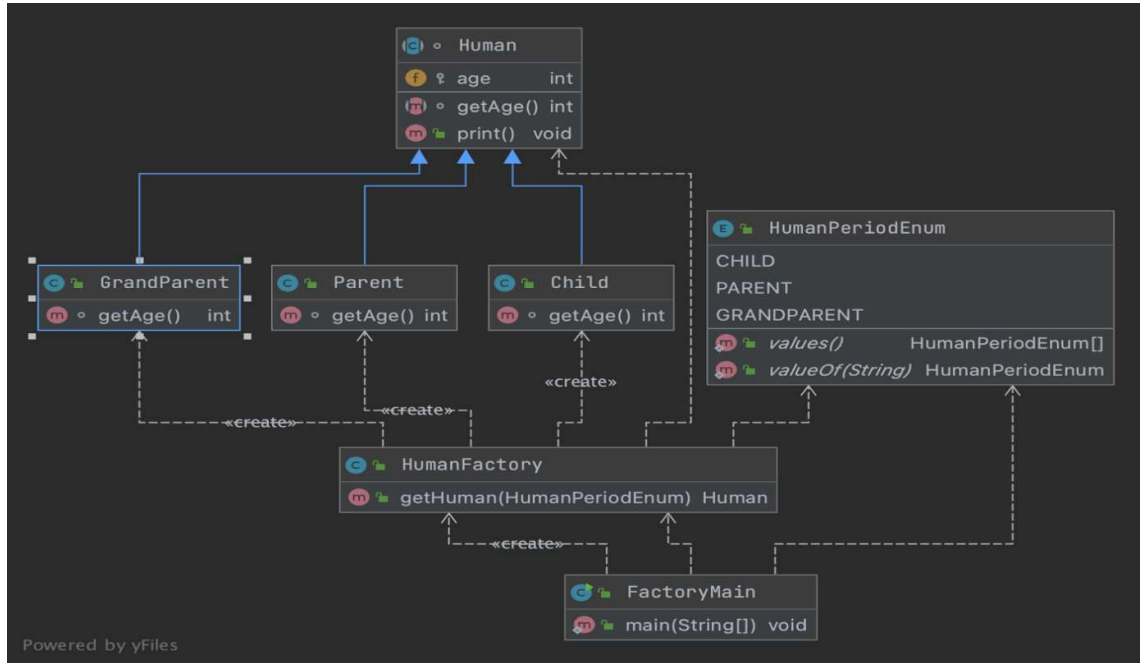 Human
age int
getAge() int
print() void
HumanPeriodEnum
CHILD
PARENT
GRANDPARENT
values() HumanPeriodEnum[]
valueOf(String) HumanPeriodEnum
GrandParent
getAge() int
Parent
getAge() int
Child
getAge() int
«create»
«create»
«create»
HumanFactory
getHuman(HumanPeriodEnum) Human
«create»
FactoryMain
main(String[]) void
Powered by yFiles